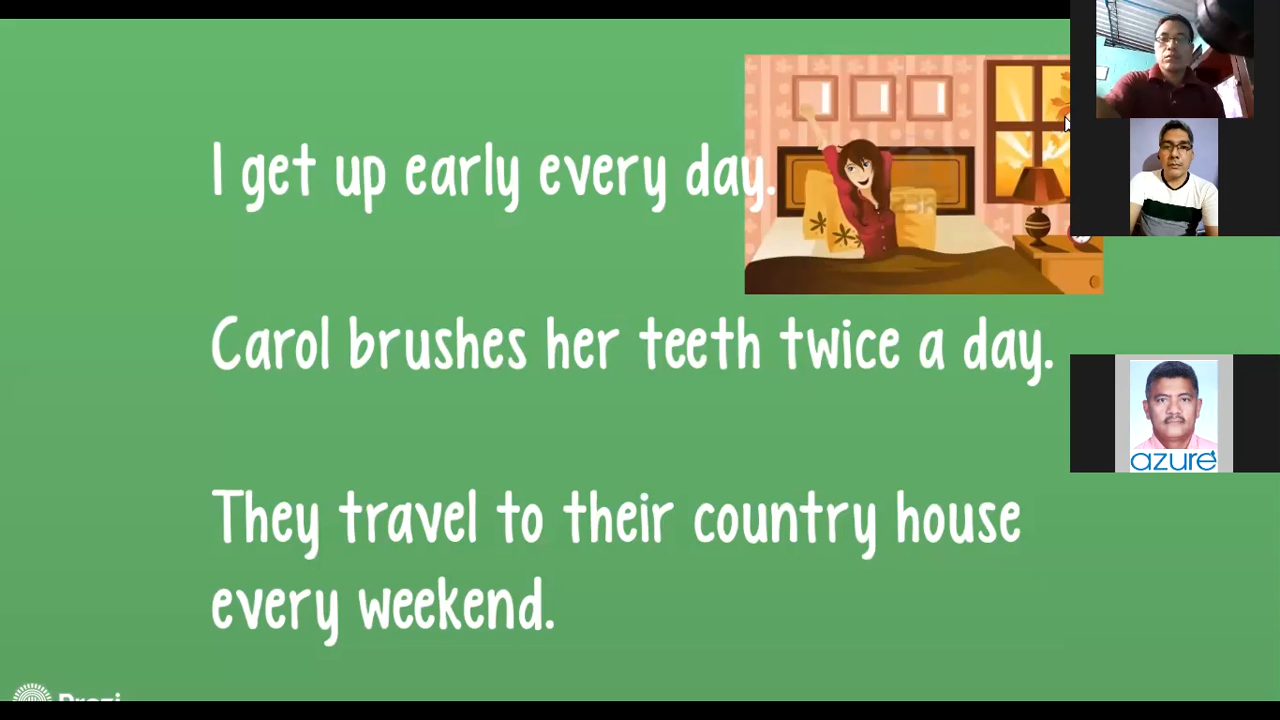 I get up early every day.
Carol brushes her teeth twice a day.
They travel to their country house
every weekend.
azure
Prezi